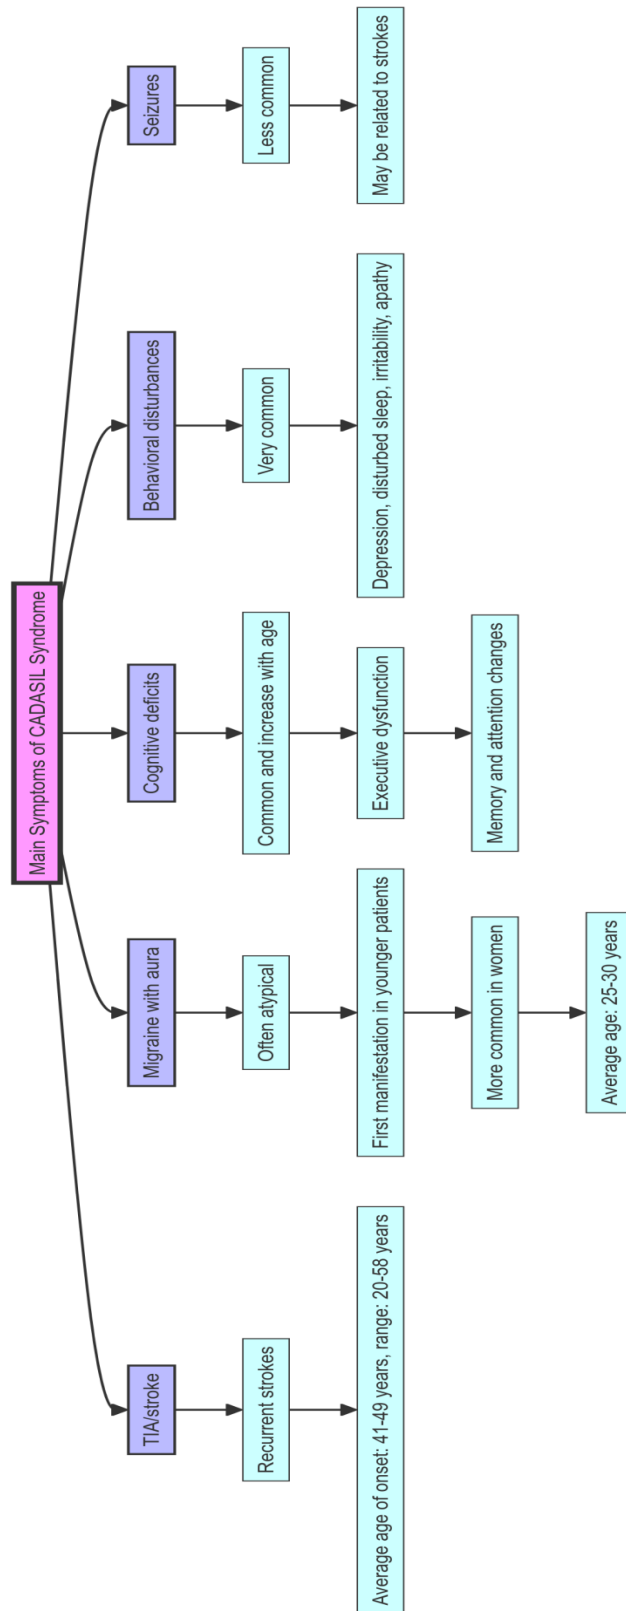 Main Symptoms of CADASIL Syndrome
TIA/stroke
Migraine with aura
Cognitive deficits
Behavioral disturbances
Seizures
Recurrent strokes
Often atypical
Common and increase with age
Very common
Less common
Average age of onset: 41-49 years, range: 20-58 years
First manifestation in younger patients
Executive dysfunction
Depression, disturbed sleep, irritability, apathy
May be related to strokes
More common in women
Memory and attention changes
Average age: 25-30 years